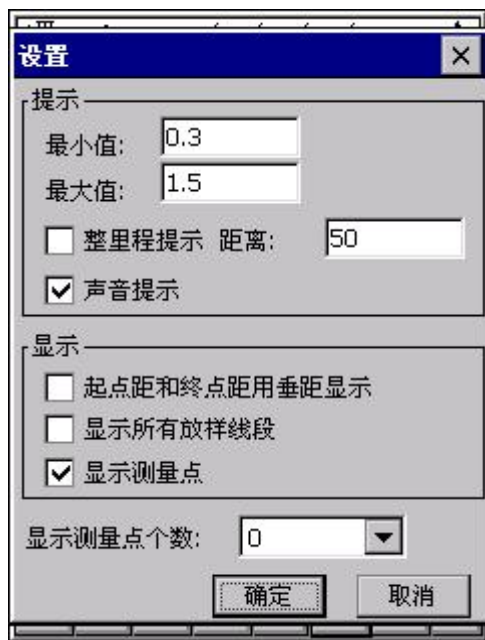 设置
提示
最小值: 0.3
最大值: 1.5
整里程提示 距离: 50
声音提示
显示
起点距和终点距用垂距显示
显示所有放样线段
显示测量点
显示测量点个数: 0
确定 取消